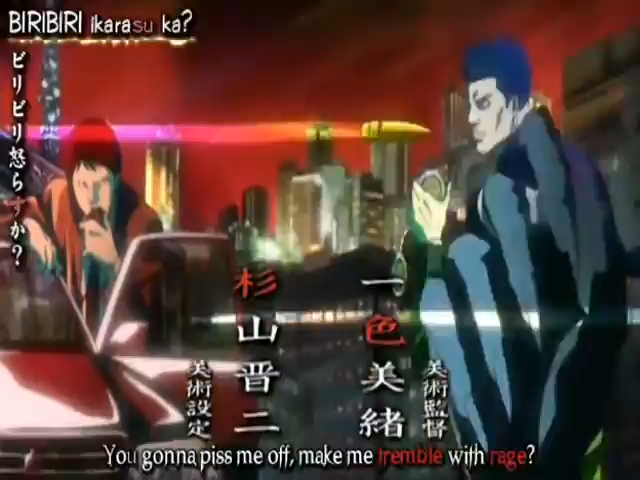 BIRIBIRI ikarasu ka?
ビリビリ怒らすか?
美術監督
一色美緒
杉山晋二
美術設定
You gonna piss me off, make me tremble with rage?